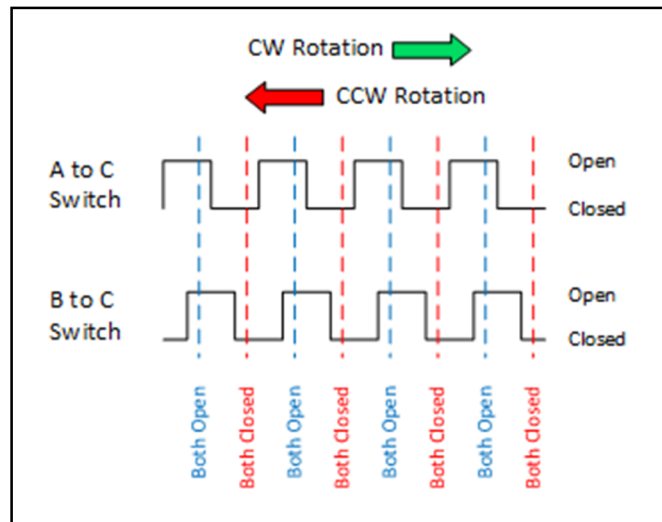 CW Rotation
CCW Rotation
A to C
Switch
Open
Closed
B to C
Switch
Open
Closed
Both Open
Both Closed
Both Open
Both Closed
Both Open
Both Closed
Both Open
Both Closed